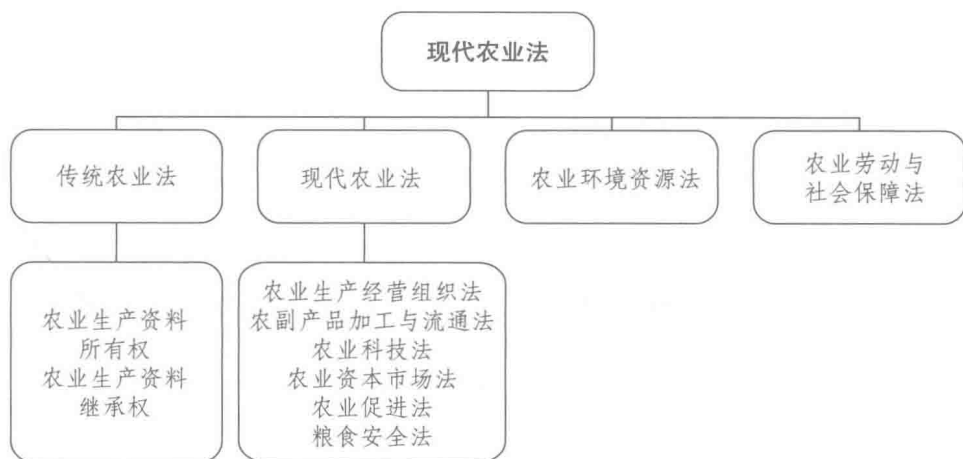 现代农业法
传统农业法
现代农业法
农业环境资源法
农业劳动与
社会保障法
农业生产资料
所有权
农业生产资料
继承权
农业生产经营组织法
农副产品加工与流通法
农业科技法
农业资本市场法
农业促进法
粮食安全法